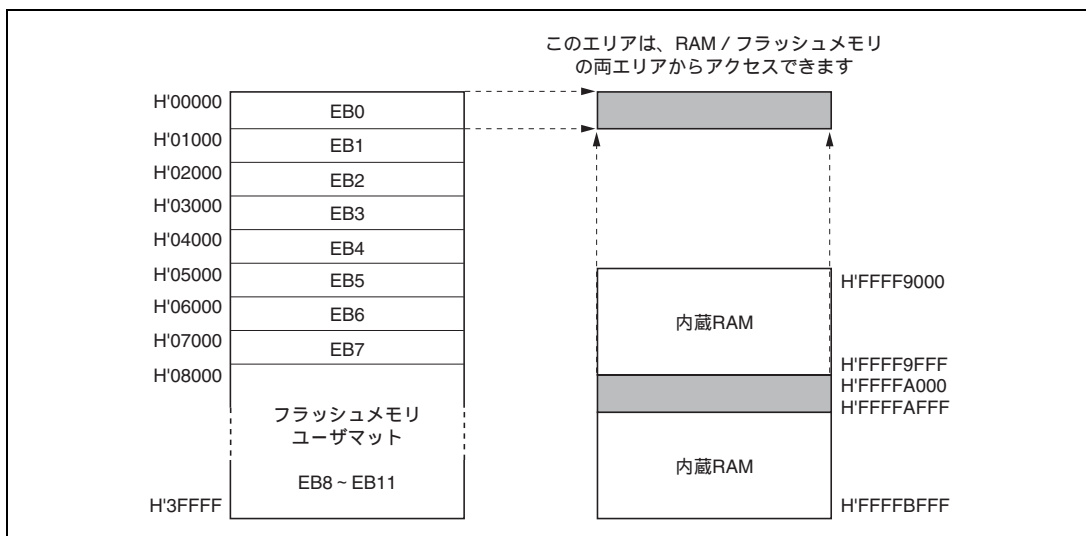 このエリアは、RAM / フラッシュメモリ
の両エリアからアクセスできます
H'00000
EB0
H'01000
EB1
H'02000
EB2
H'03000
EB3
H'04000
EB4
H'05000
EB5
H'06000
EB6
H'07000
EB7
H'08000
フラッシュメモリ
ユーザマット
EB8 ~ EB11
H'3FFFF
H'FFFF9000
内蔵RAM
H'FFFF9FFF
H'FFFFA000
H'FFFFAFFF
内蔵RAM
H'FFFFBFFF